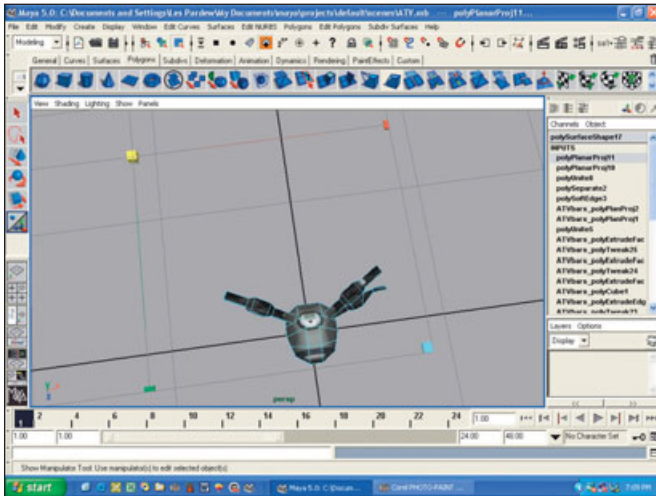 Maya 5.0: C:\Documents and Settings\Les Pardew\My Documents\maya\projects\default\scenes\ATV.mb --- polyPlanarProj11...
File Edit Modify Create Display Window Edit Curves Surfaces Edit NURBS Polygons Edit Polygons Subdiv Surfaces Help
Modeling
sel
General Curves Surfaces Polygons Subdivs Deformation Animation Dynamics Rendering PaintEffects Custom
View Shading Lighting Show Panels
Channels Object
polySurfaceShape17
INPUTS
polyPlanarProj11
polyPlanarProj10
polySeparate2
polySoftEdge3
ATVbars_polyPlanProj2
ATVbars_polyPlanProj1
polyUnite5
ATVbars_polyExtrudeFac
ATVbars_polyTweak25
ATVbars_polyExtrudeFac
ATVbars_polyTweak24
ATVbars_polyExtrudeFac
ATVbars_polyCube1
ATVbars_polyExtrudeEdg
Layers Options
Display
persp
1 2 4 6 8 10 12 14 16 18 20 22 24 1.00
1.00 1.00 24.00 48.00 No Character Set
Show Manipulator Tool: Use manipulator(s) to edit selected object(s).
start Maya 5.0: C:\Docum... Corel PHOTO-PAINT ... 7:09 PM